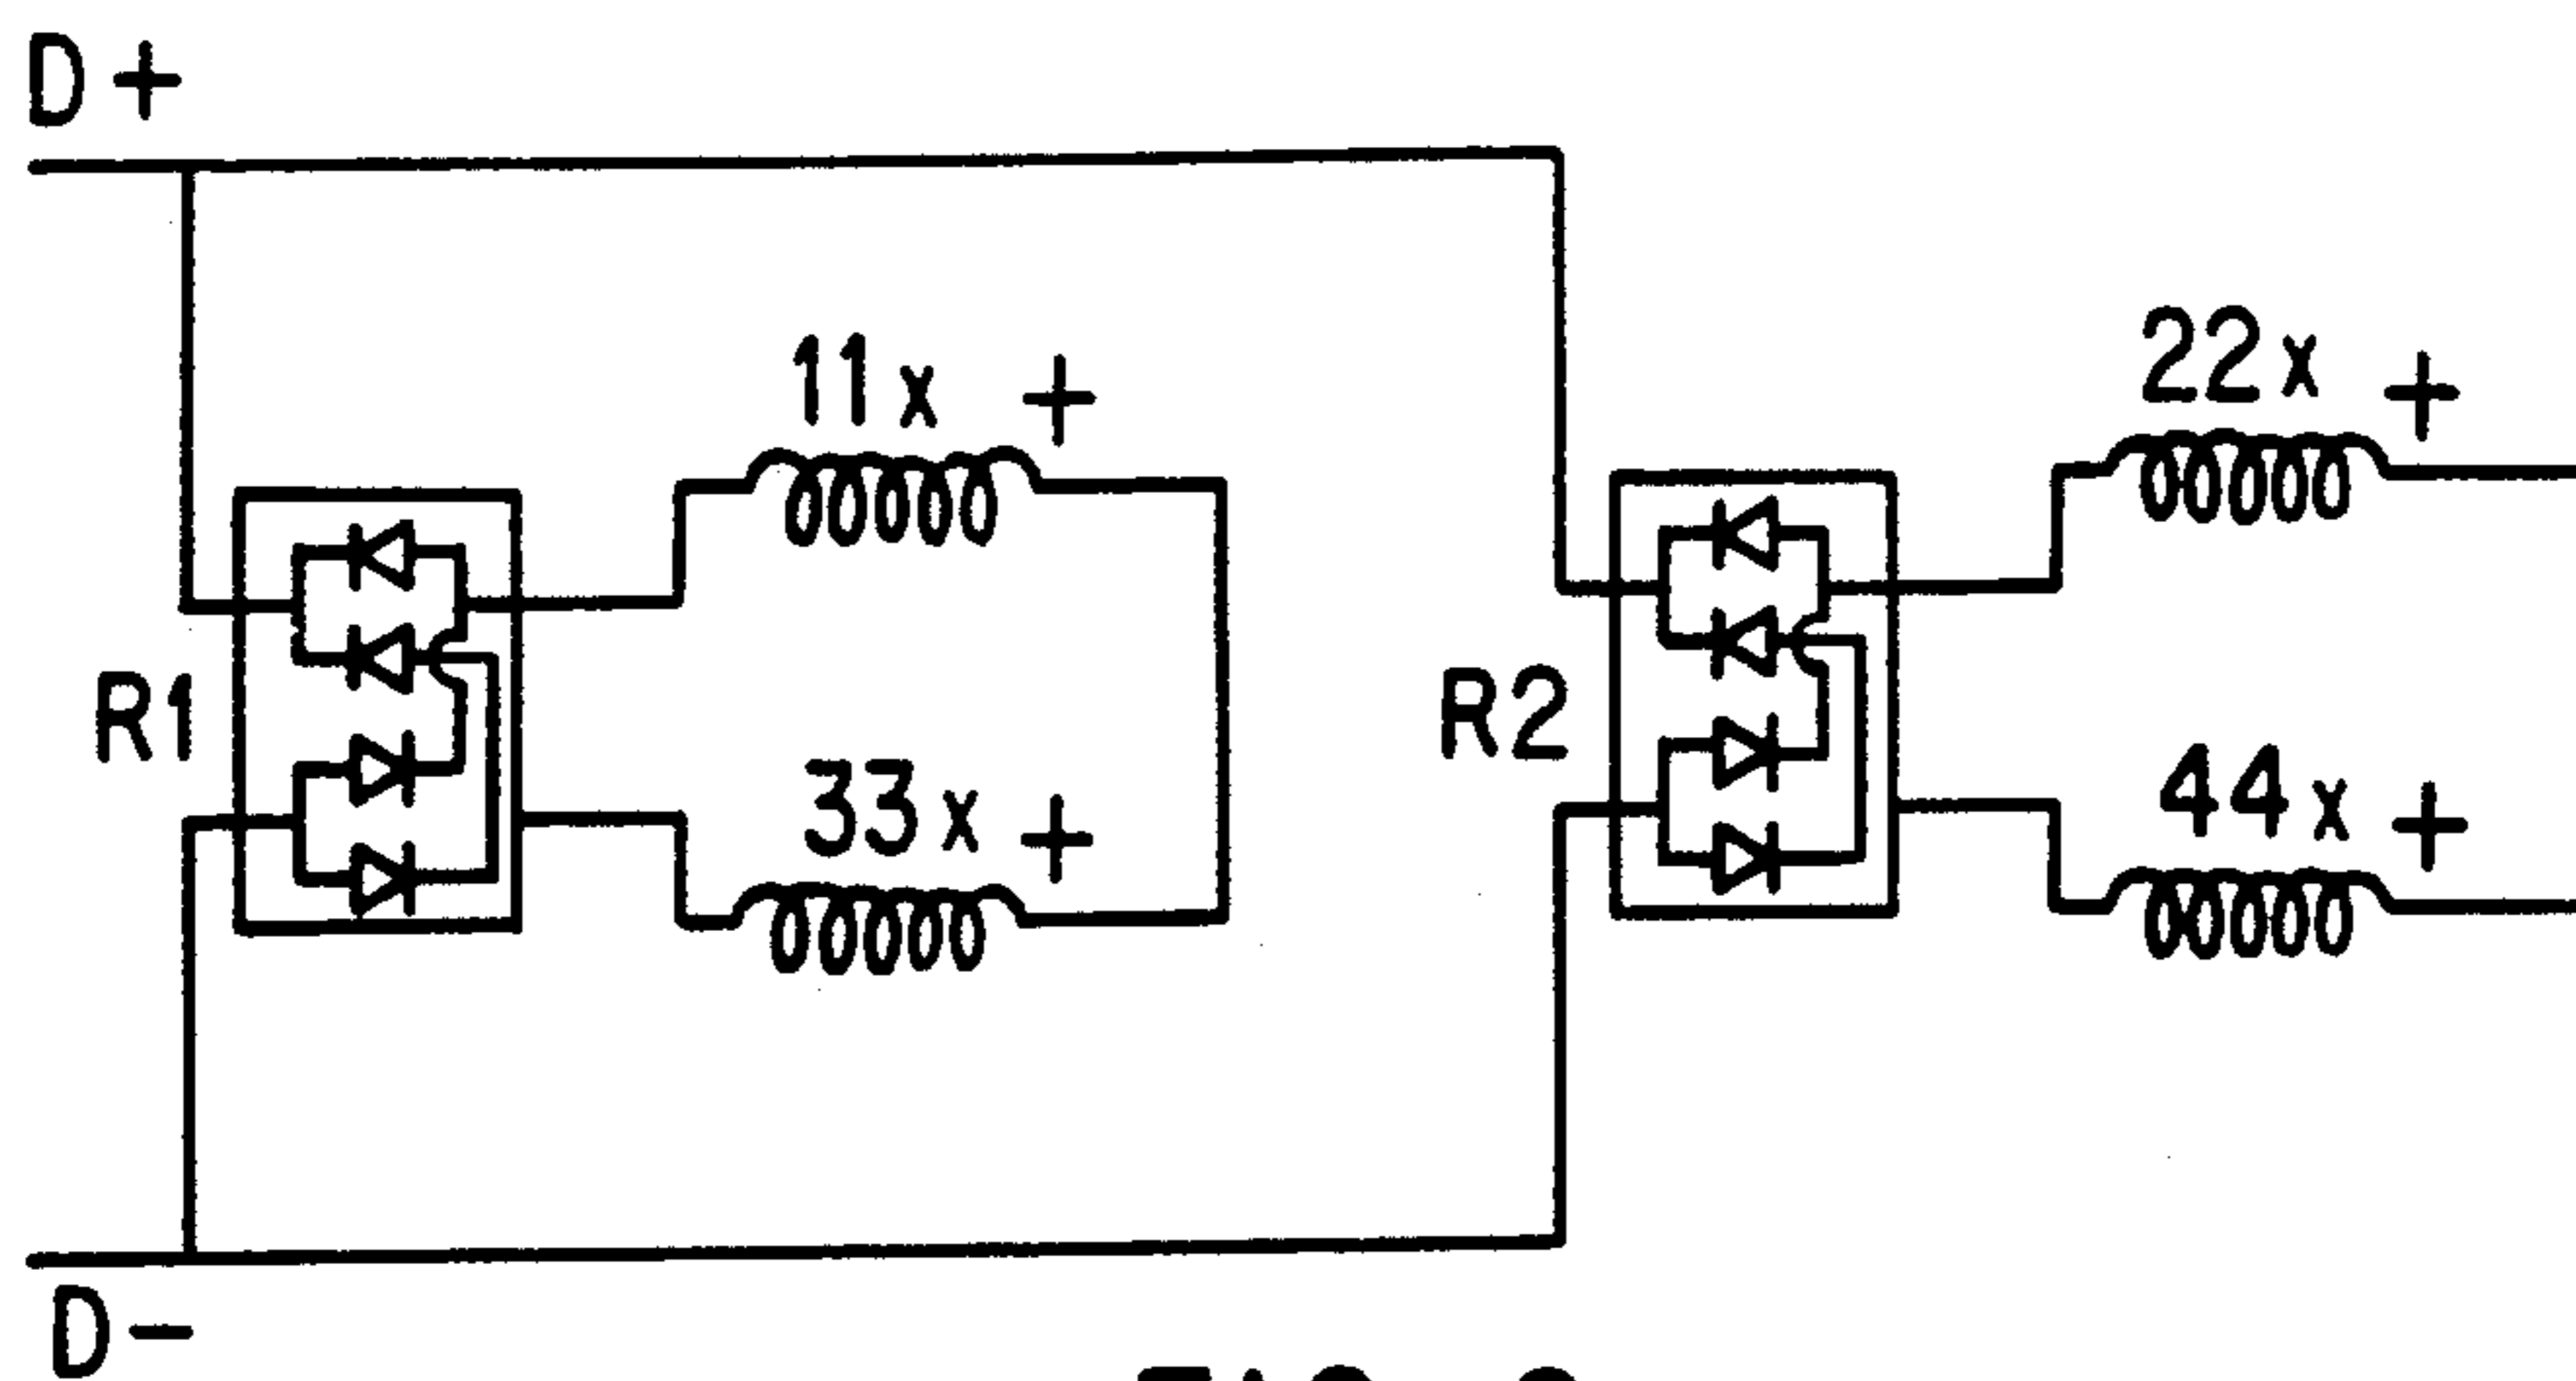 D+
11x +
22x +
R1
R2
33x +
44x +
D−